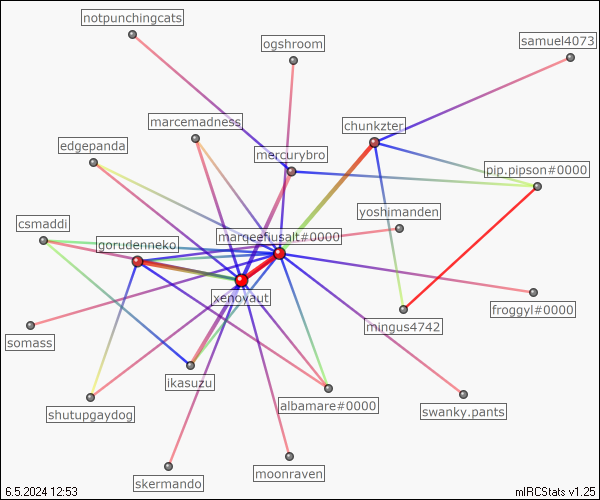 notpunchingcats
ogshroom
samuel4073
marcemadness
chunkzter
edgepanda
mercurybro
pip.pipson#0000
yoshimanden
csmaddi
gorudenneko
marqeefiusalt#0000
xenoyaut
froggyl#0000
somass
mingus4742
ikasuzu
shutupgaydog
albamare#0000
swanky.pants
skermando
moonraven
6.5.2024 12:53
mIRCStats v1.25